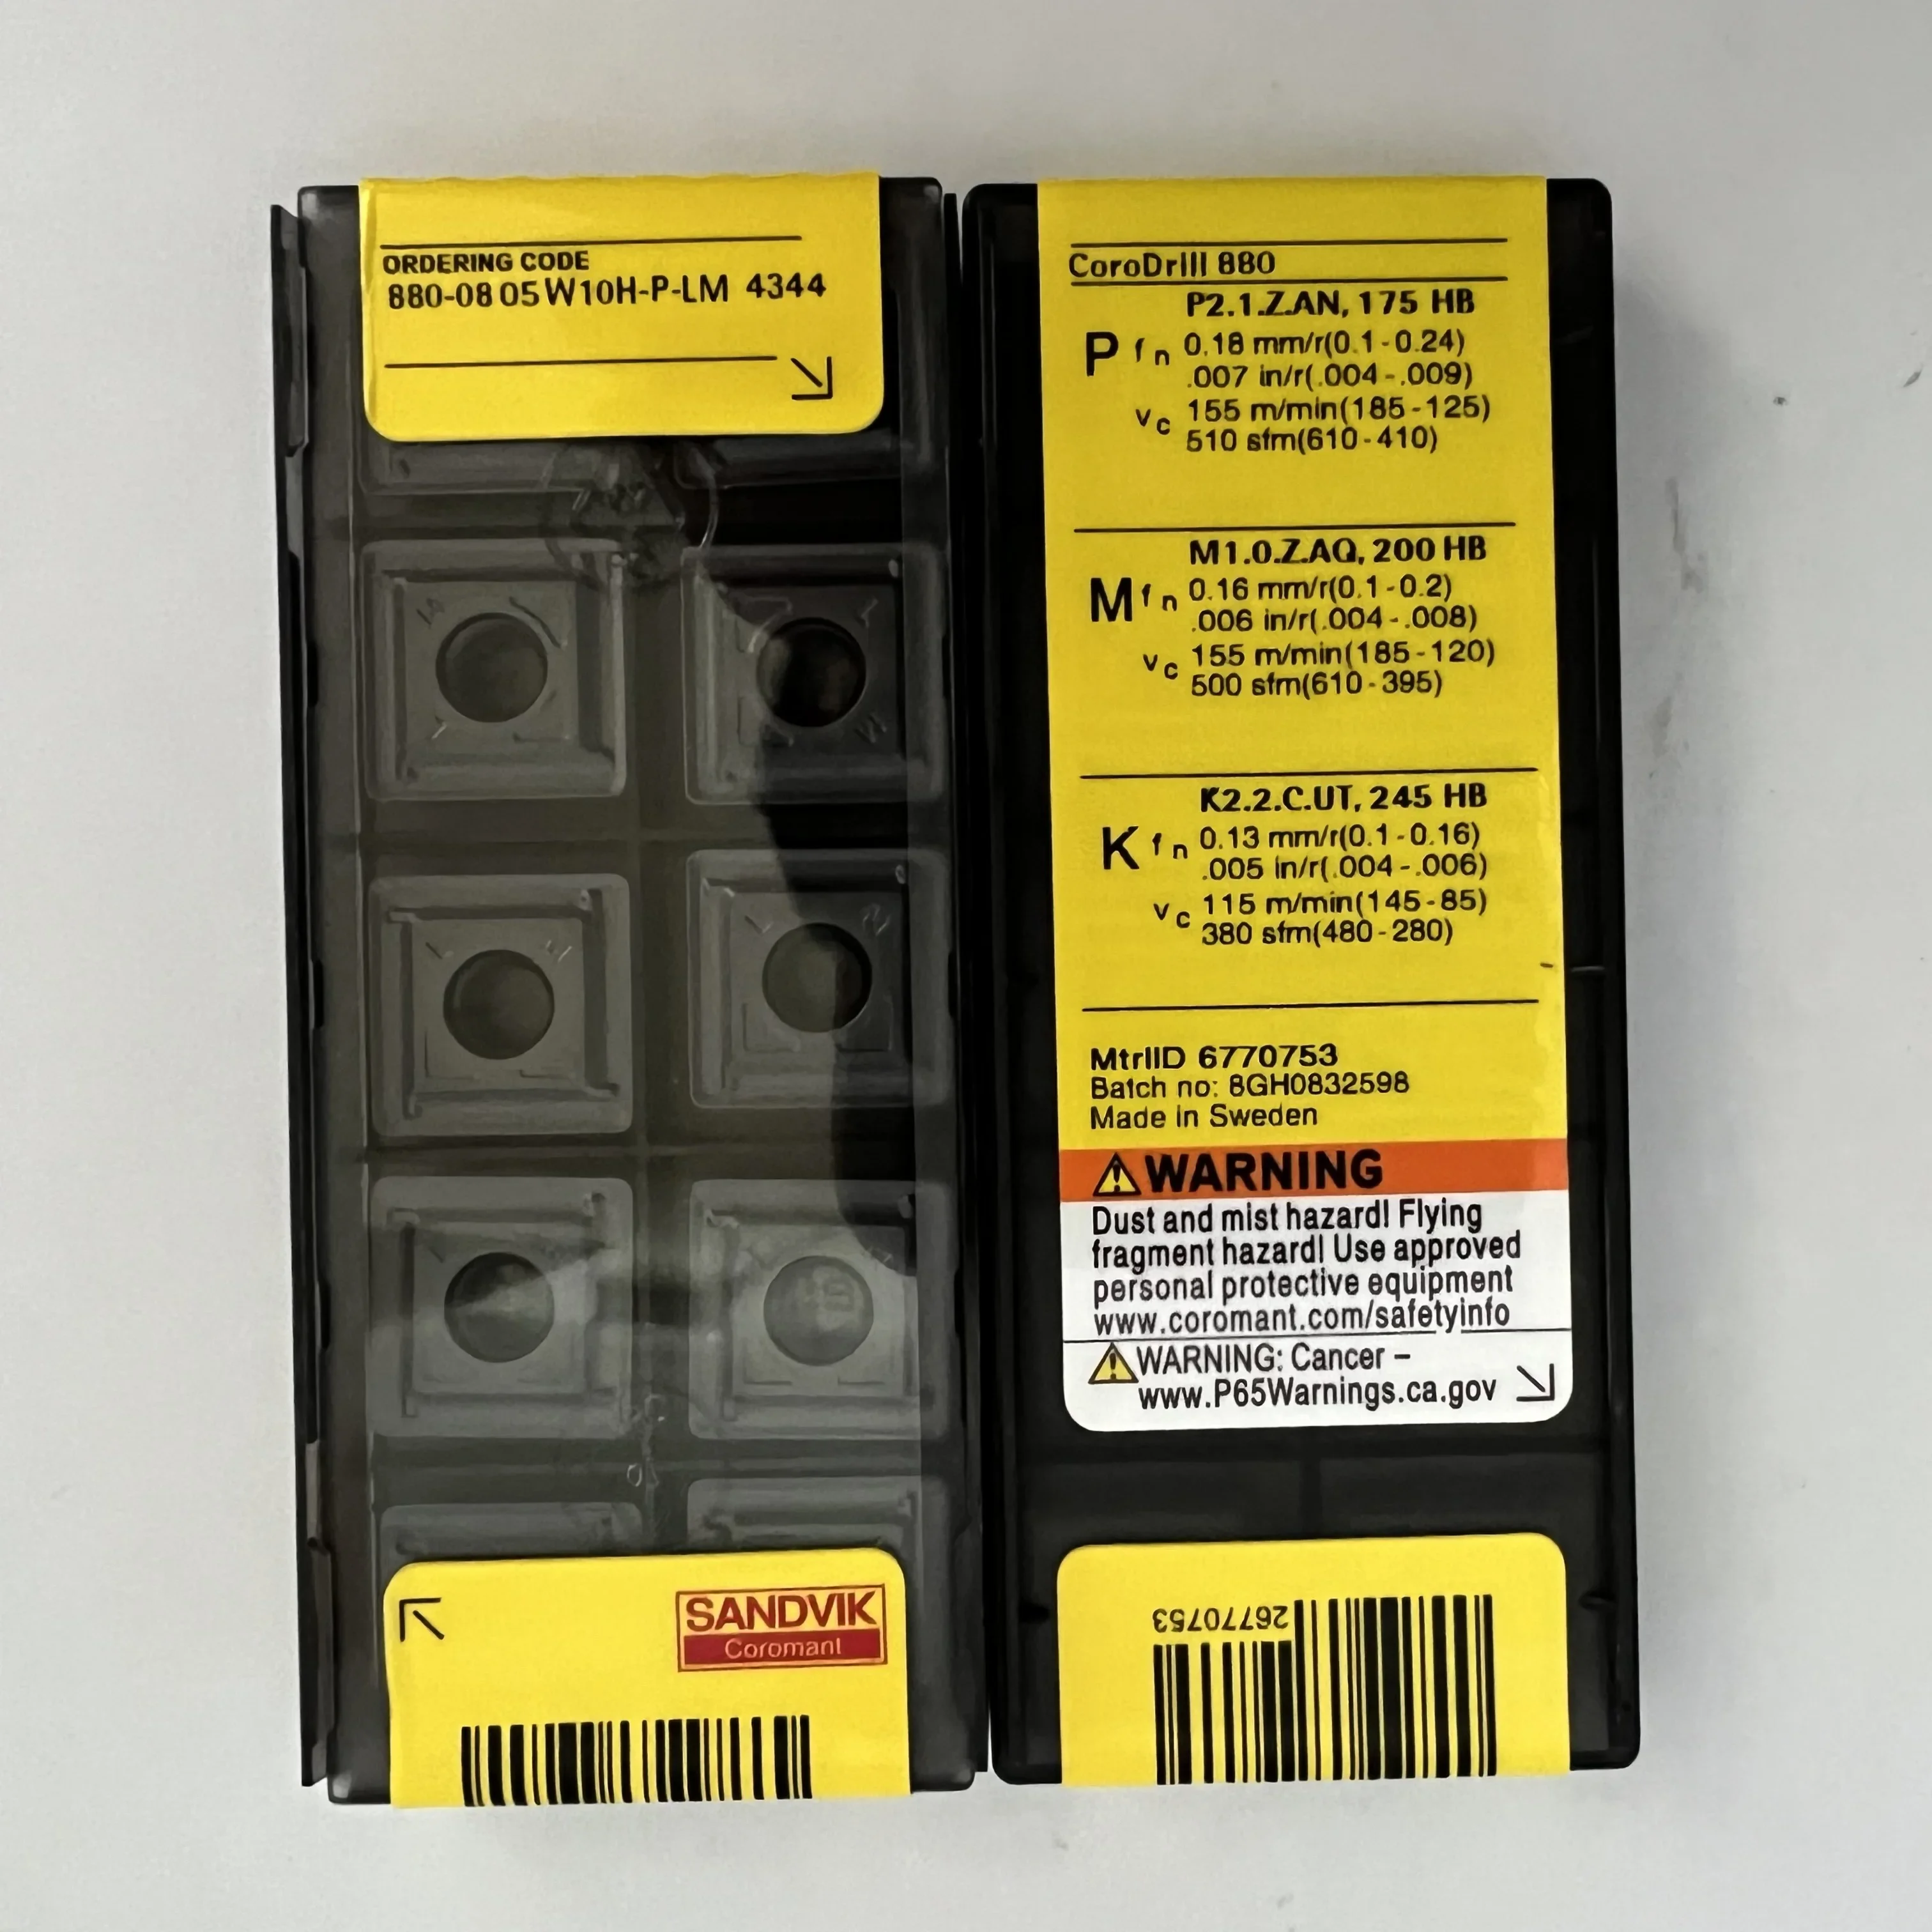 ORDERING CODE
880-08 05 W10H-P-LM 4344
SANDVIK
Coromant
CoroDrill 880
P2.1.Z.AN, 175 HB
P fn 0.18 mm/r(0.1-0.24)
.007 in/r(.004-.009)
vc 155 m/min(185-125)
510 sfm(610-410)
M1.0.Z.AQ, 200 HB
M fn 0.16 mm/r(0.1-0.2)
.006 in/r(.004-.008)
vc 155 m/min(185-120)
500 sfm(610-395)
K2.2.C.UT, 245 HB
K fn 0.13 mm/r(0.1-0.16)
.005 in/r(.004-.006)
vc 115 m/min(145-85)
380 sfm(480-280)
MtrlID 6770753
Batch no: 8GH0832598
Made in Sweden
WARNING
Dust and mist hazard! Flying
fragment hazard! Use approved
personal protective equipment
www.coromant.com/safetyinfo
WARNING: Cancer –
www.P65Warnings.ca.gov
26770753